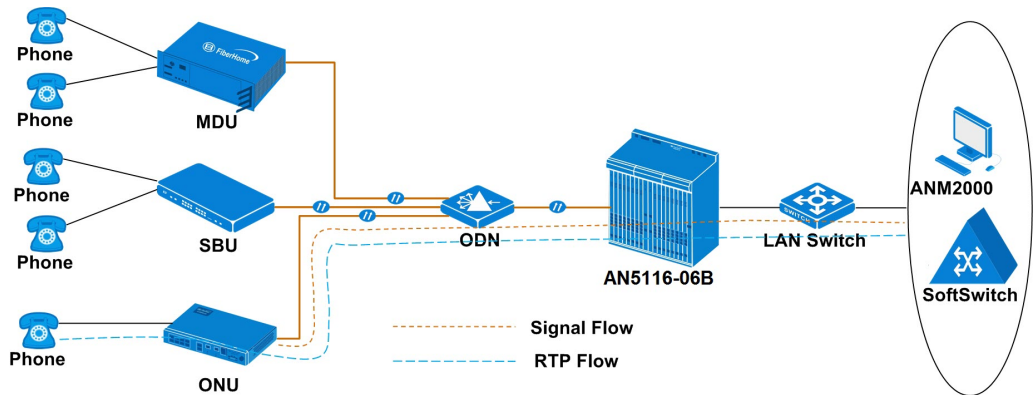 Phone
FiberHome
Phone
MDU
Phone
SBU
Phone
ODN
AN5116-06B
SWITCH
LAN Switch
ANM2000
SoftSwitch
Phone
ONU
Signal Flow
RTP Flow